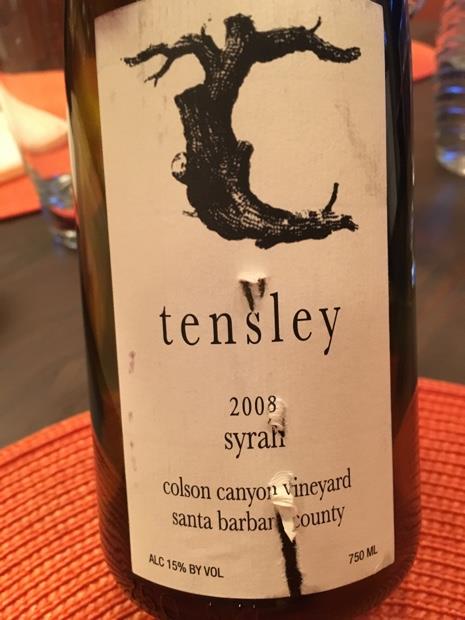 tensley
2008
syrah
colson canyon vineyard
santa barbara county
ALC 15% BY VOL
750 ML